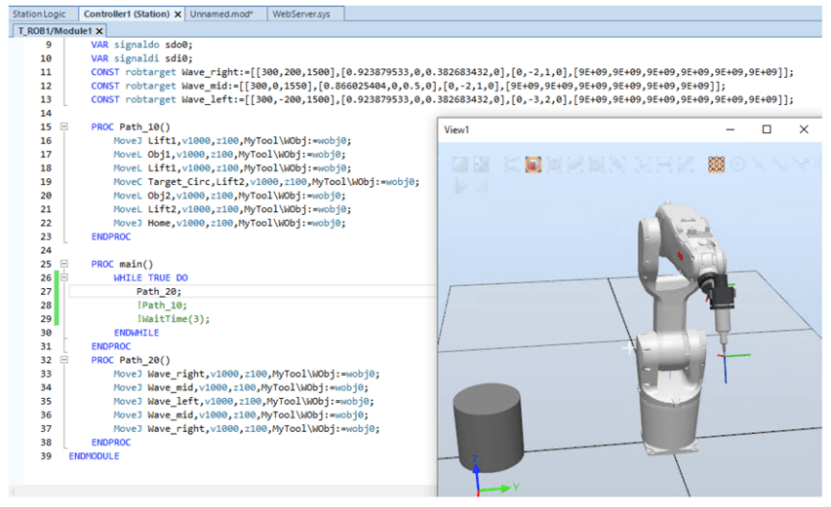 Station Logic
Controller1 (Station) X
Unnamed.mod*
WebServer.sys
T_ROB1/Module1 X
9 VAR signaldo sdo0;
10 VAR signaldi sdi0;
11 CONST robtarget Wave_right:=[[300,200,1500],[0.923879533,0,0.382683432,0],[0,-2,1,0],[9E+09,9E+09,9E+09,9E+09,9E+09,9E+09]];
12 CONST robtarget Wave_mid:=[[300,0,1550],[0.866025404,0,0.5,0],[0,-2,1,0],[9E+09,9E+09,9E+09,9E+09,9E+09,9E+09]];
13 CONST robtarget Wave_left:=[[300,-200,1500],[0.923879533,0,0.382683432,0],[0,-3,2,0],[9E+09,9E+09,9E+09,9E+09,9E+09,9E+09]];
14
15 PROC Path_10()
16 MoveJ Lift1,v1000,z100,MyTool\WObj:=wobj0;
17 MoveL Obj1,v1000,z100,MyTool\WObj:=wobj0;
18 MoveL Lift1,v1000,z100,MyTool\WObj:=wobj0;
19 MoveC Target_Circ,Lift2,v1000,z100,MyTool\WObj:=wobj0;
20 MoveL Obj2,v1000,z100,MyTool\WObj:=wobj0;
21 MoveL Lift2,v1000,z100,MyTool\WObj:=wobj0;
22 MoveJ Home,v1000,z100,MyTool\WObj:=wobj0;
23 ENDPROC
24
25 PROC main()
26 WHILE TRUE DO
27 Path_20;
28 !Path_10;
29 !WaitTime(3);
30 ENDWHILE
31 ENDPROC
32 PROC Path_20()
33 MoveJ Wave_right,v1000,z100,MyTool\WObj:=wobj0;
34 MoveJ Wave_mid,v1000,z100,MyTool\WObj:=wobj0;
35 MoveJ Wave_left,v1000,z100,MyTool\WObj:=wobj0;
36 MoveJ Wave_mid,v1000,z100,MyTool\WObj:=wobj0;
37 MoveJ Wave_right,v1000,z100,MyTool\WObj:=wobj0;
38 ENDPROC
39 ENDMODULE
View1
Z
Y